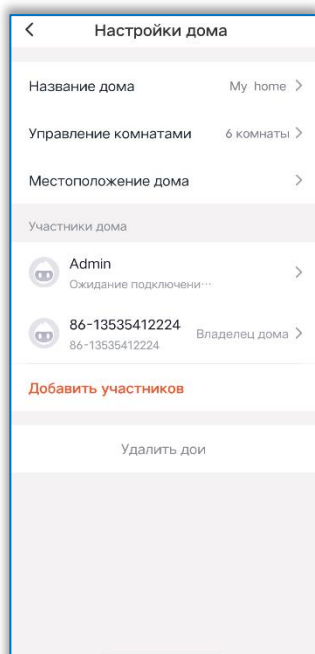 Настройки дома
Название дома My home
Управление комнатами 6 комнаты
Местоположение дома
Участники дома
Admin
Ожидание подключени...
86-13535412224 Владелец дома
86-13535412224
Добавить участников
Удалить дои